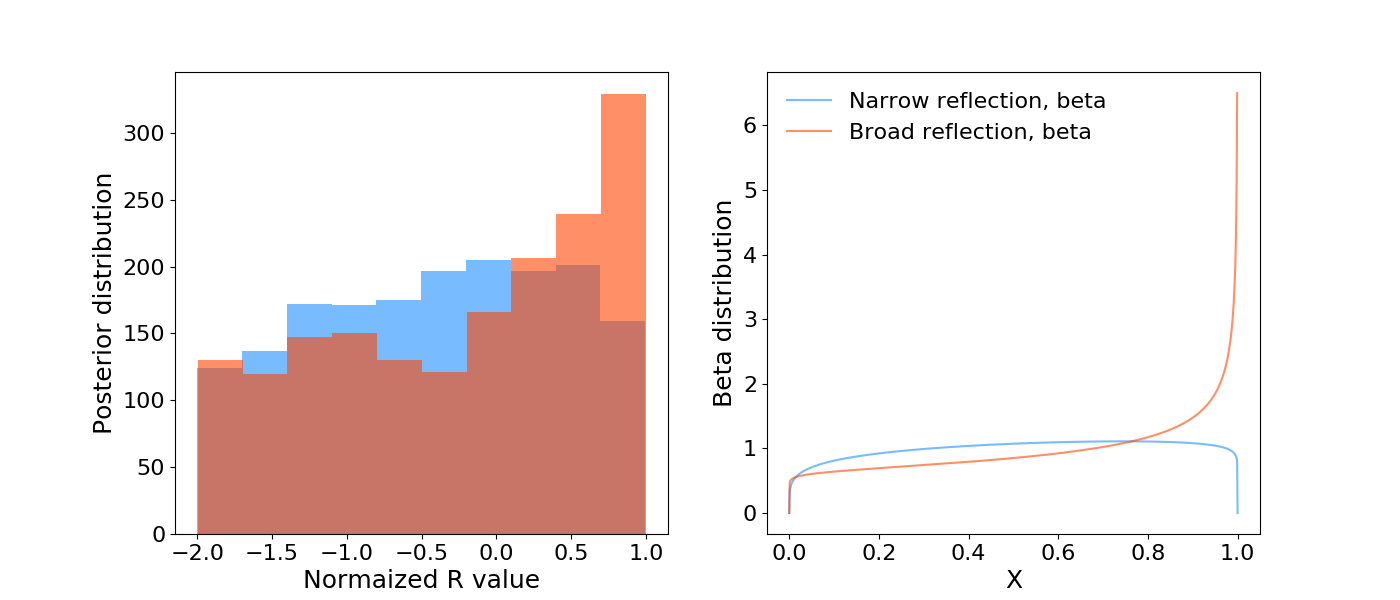 Posterior distribution
300
250
200
150
100
50
0
−2.0 −1.5 −1.0 −0.5 0.0 0.5 1.0
Normaized R value
Beta distribution
6
5
4
3
2
1
0
0.0 0.2 0.4 0.6 0.8 1.0
X
Narrow reflection, beta
Broad reflection, beta